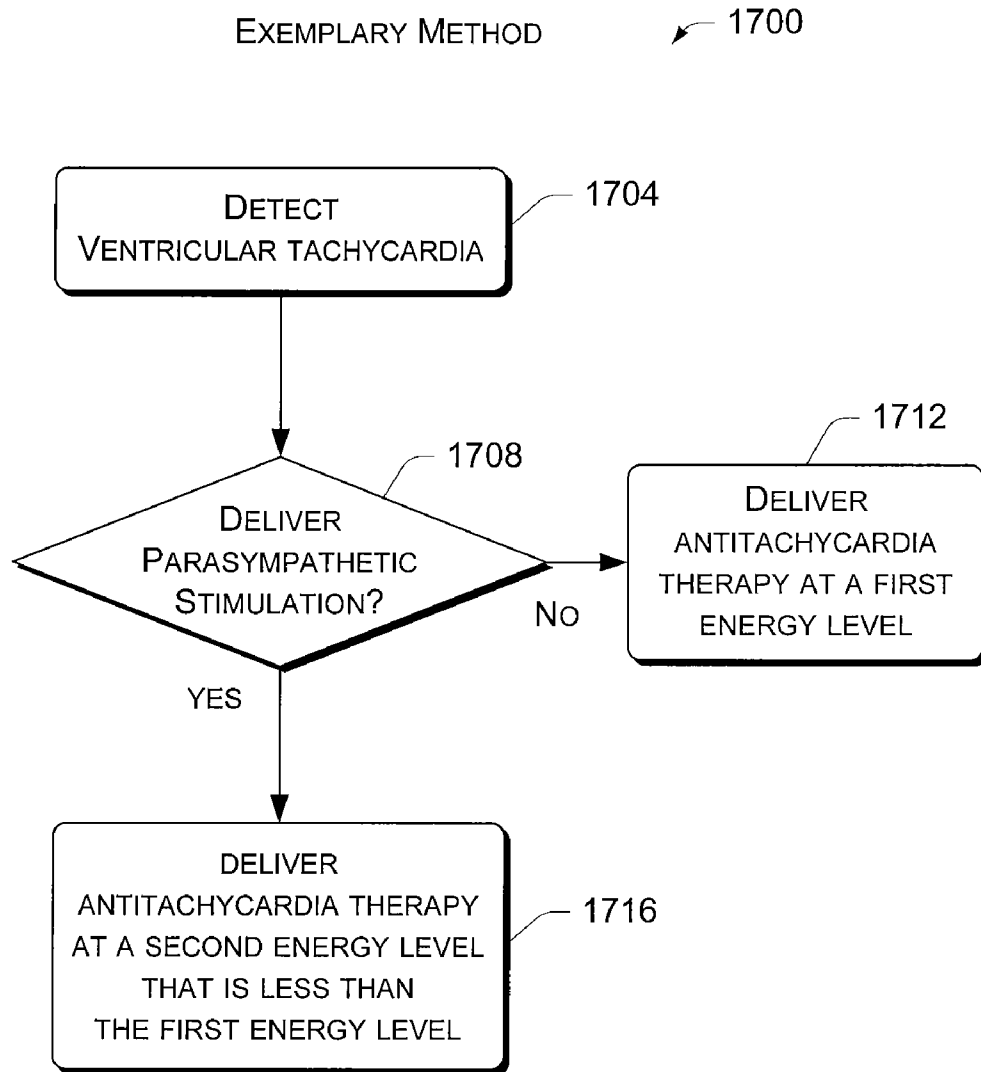 EXEMPLARY METHOD
1700
DETECT
VENTRICULAR TACHYCARDIA
1704
1708
DELIVER
PARASYMPATHETIC
STIMULATION?
NO
1712
DELIVER
ANTITACHYCARDIA
THERAPY AT A FIRST
ENERGY LEVEL
YES
DELIVER
ANTITACHYCARDIA THERAPY
AT A SECOND ENERGY LEVEL
THAT IS LESS THAN
THE FIRST ENERGY LEVEL
1716